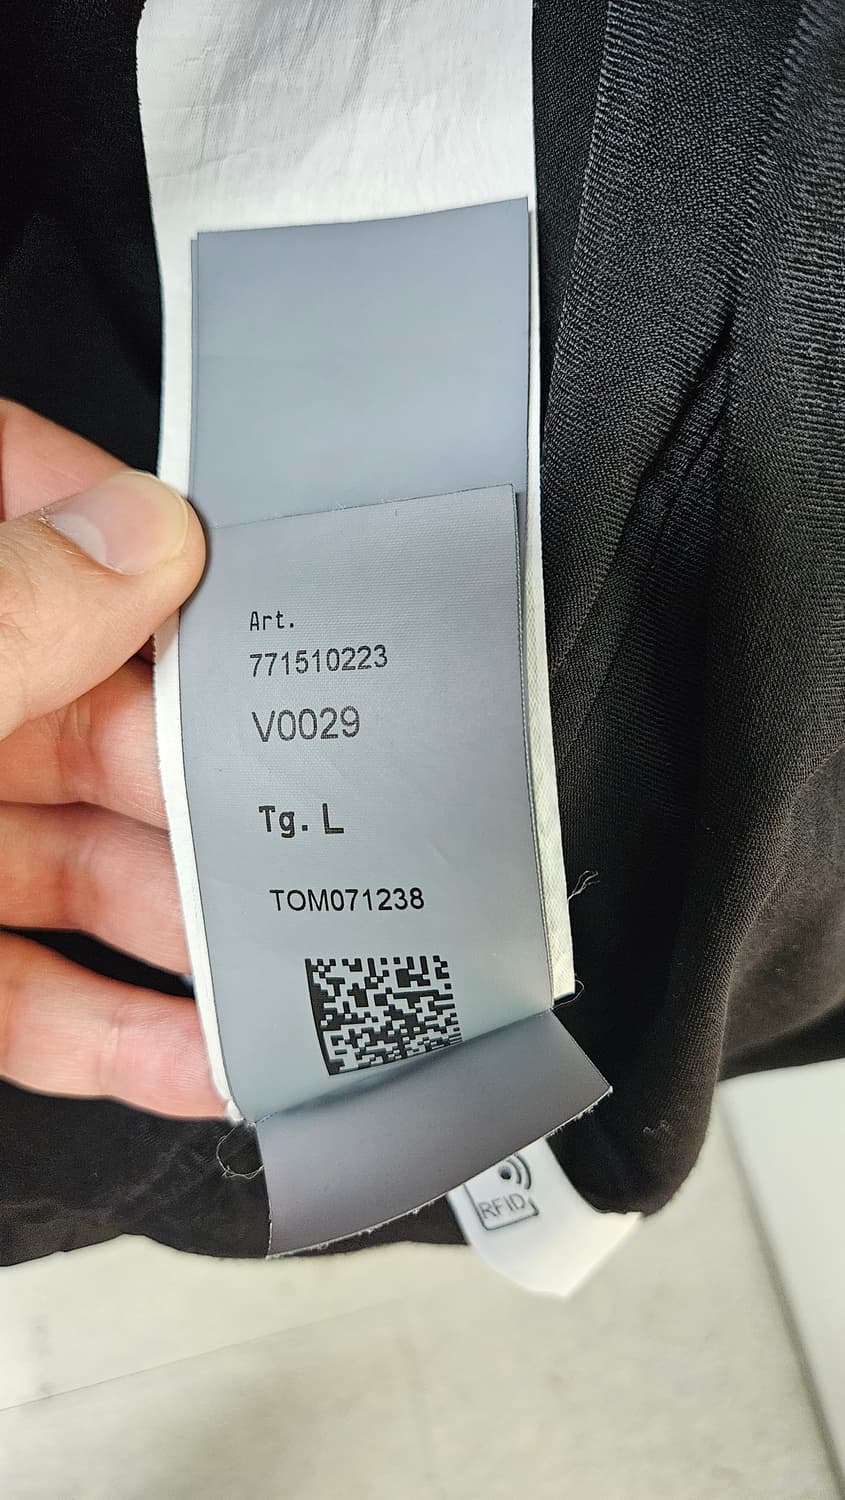 Art.
771510223
V0029
Tg. L
TOM071238
RFID